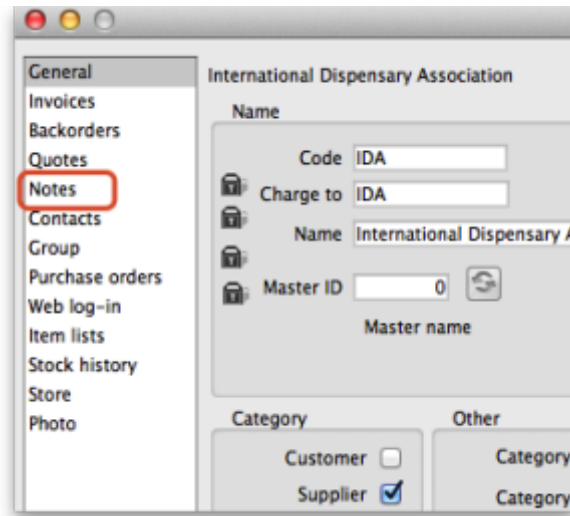 General
Invoices
Backorders
Quotes
Notes
Contacts
Group
Purchase orders
Web log-in
Item lists
Stock history
Store
Photo
International Dispensary Association
Name
Code IDA
Charge to IDA
Name International Dispensary A
Master ID 0
Master name
Category
Customer
Supplier
Other
Category
Category